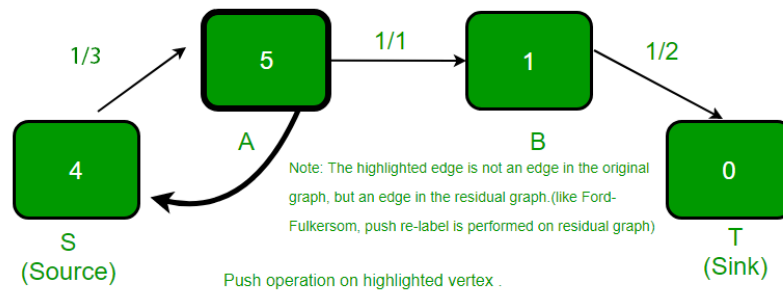 1/3
5
1/1
1
1/2
4
A
B
0
Note: The highlighted edge is not an edge in the original
graph, but an edge in the residual graph.(like Ford-
Fulkersom, push re-label is performed on residual graph)
S
(Source)
T
(Sink)
Push operation on highlighted vertex .